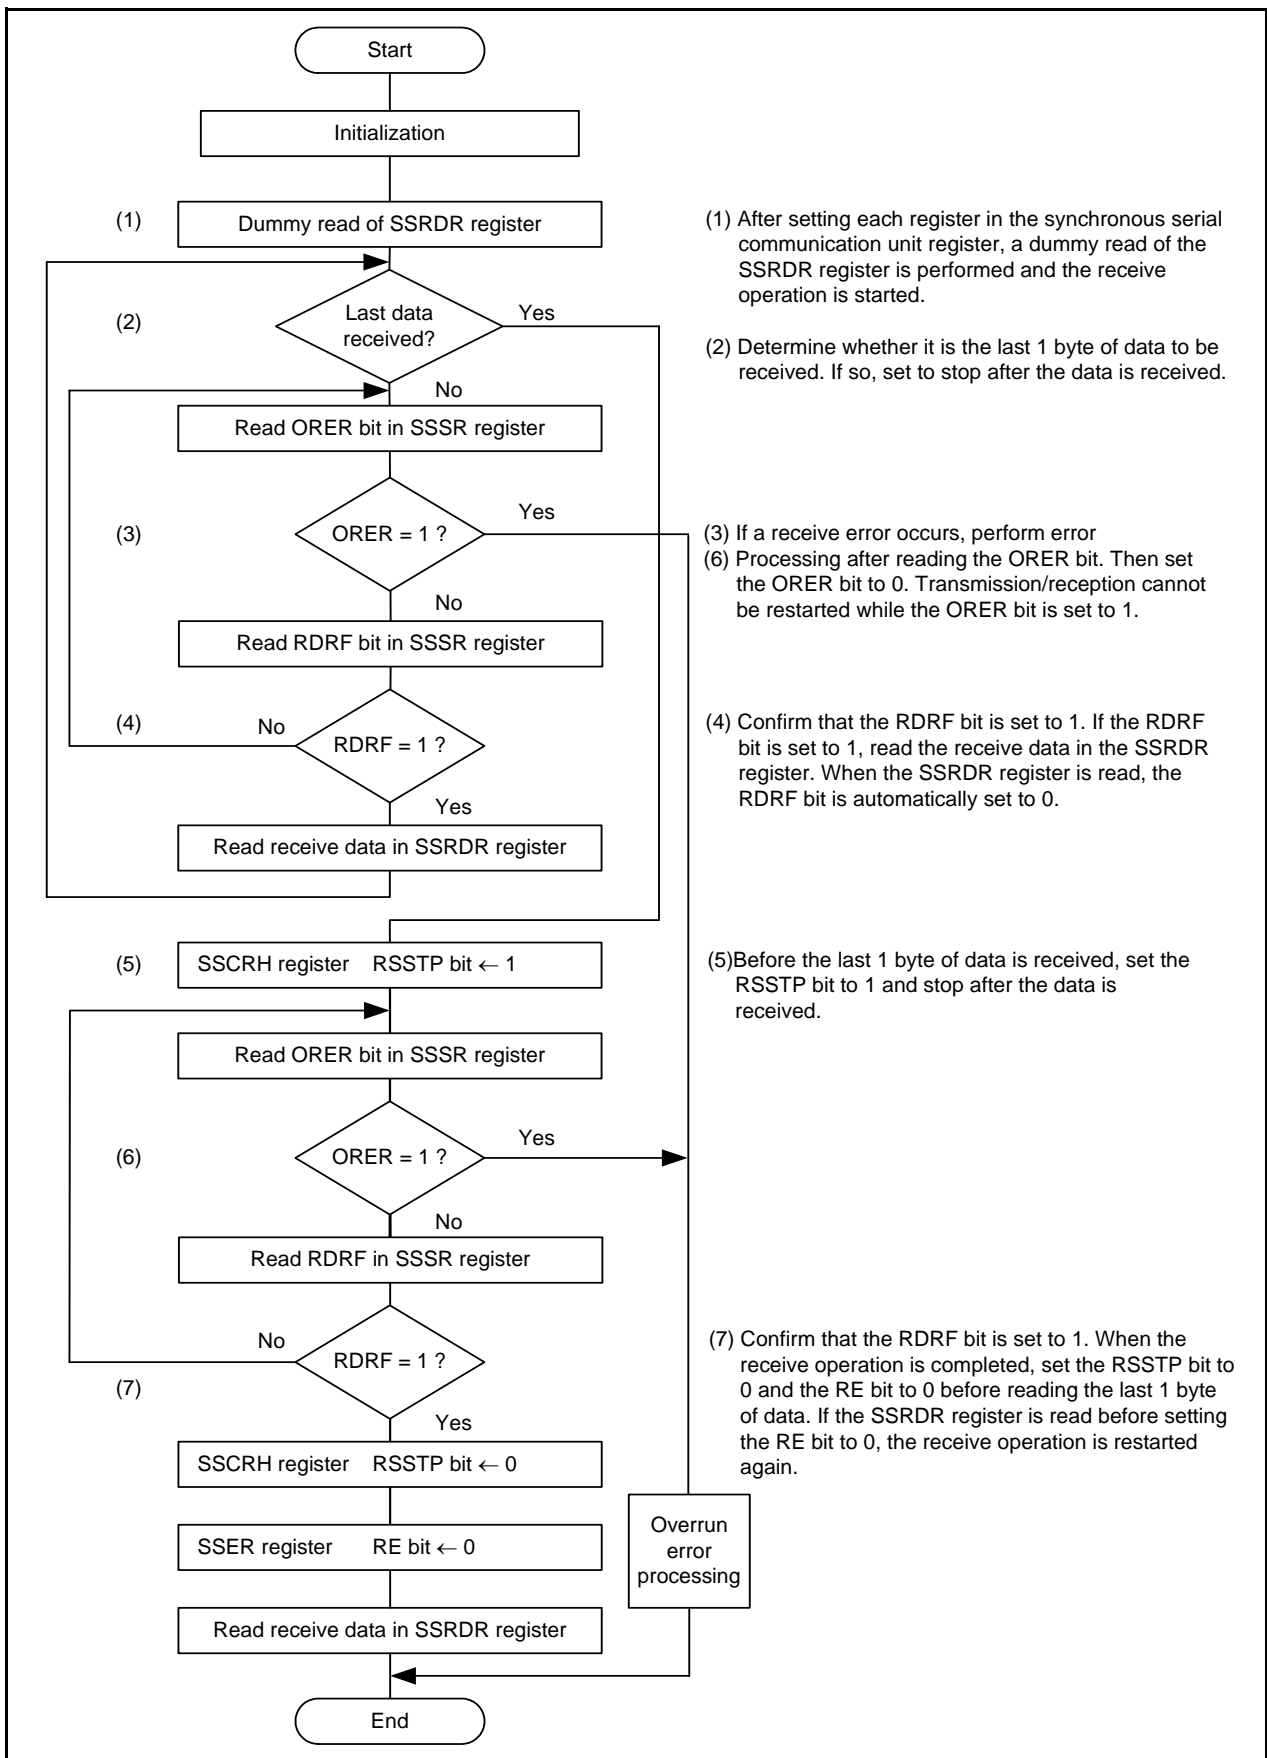 Start
Initialization
(1)
Dummy read of SSRDR register
(2)
Last data
received?
Yes
No
Read ORER bit in SSSR register
(3)
ORER = 1 ?
Yes
No
Read RDRF bit in SSSR register
(4)
No
RDRF = 1 ?
Yes
Read receive data in SSRDR register
(5)
SSCRH register RSSTP bit ← 1
Read ORER bit in SSSR register
(6)
ORER = 1 ?
Yes
No
Read RDRF in SSSR register
No
RDRF = 1 ?
(7)
Yes
SSCRH register RSSTP bit ← 0
SSER register RE bit ← 0
Read receive data in SSRDR register
Overrun
error
processing
End
(1) After setting each register in the synchronous serial
communication unit register, a dummy read of the
SSRDR register is performed and the receive
operation is started.
(2) Determine whether it is the last 1 byte of data to be
received. If so, set to stop after the data is received.
(3) If a receive error occurs, perform error
(6) Processing after reading the ORER bit. Then set
the ORER bit to 0. Transmission/reception cannot
be restarted while the ORER bit is set to 1.
(4) Confirm that the RDRF bit is set to 1. If the RDRF
bit is set to 1, read the receive data in the SSRDR
register. When the SSRDR register is read, the
RDRF bit is automatically set to 0.
(5)Before the last 1 byte of data is received, set the
RSSTP bit to 1 and stop after the data is
received.
(7) Confirm that the RDRF bit is set to 1. When the
receive operation is completed, set the RSSTP bit to
0 and the RE bit to 0 before reading the last 1 byte
of data. If the SSRDR register is read before setting
the RE bit to 0, the receive operation is restarted
again.